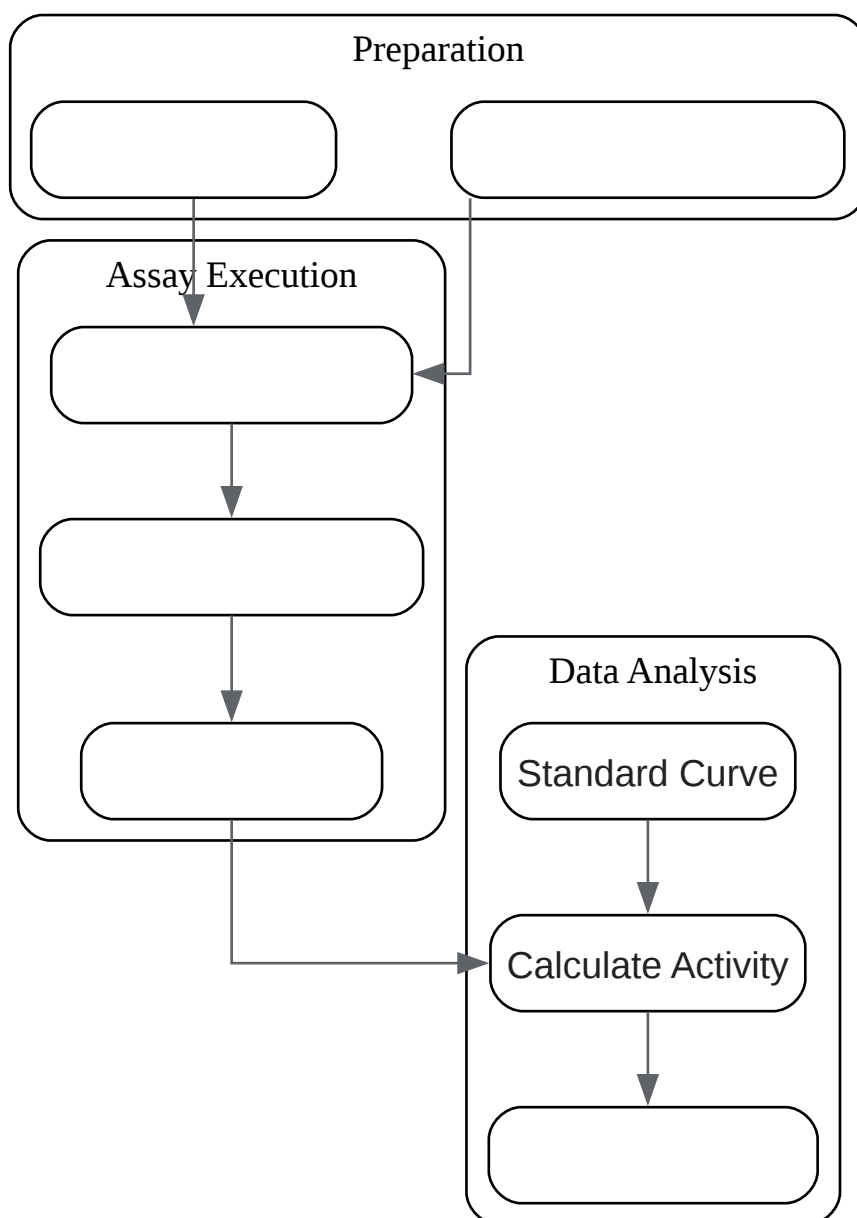 Preparation
Assay Execution
Data Analysis
Standard Curve
Calculate Activity